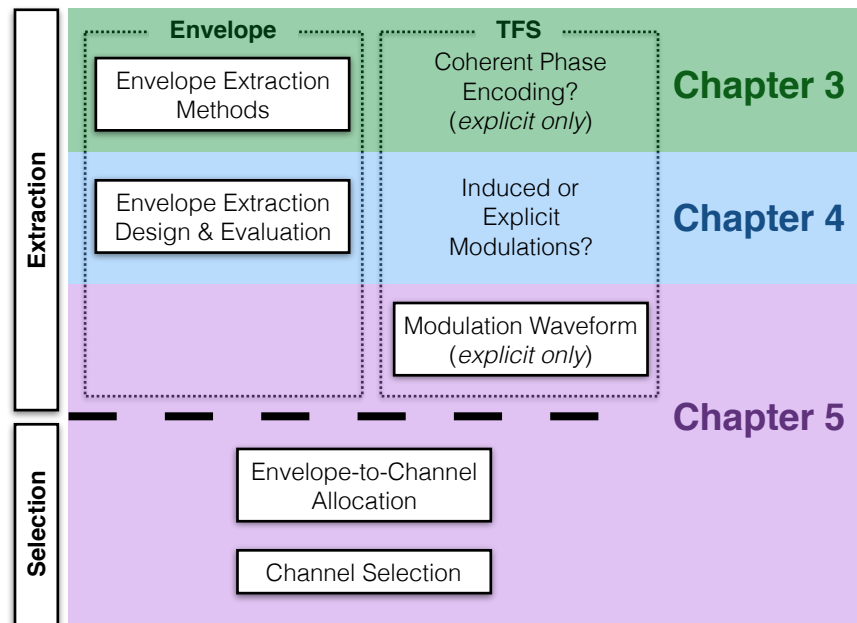 Envelope
TFS
Extraction
Envelope Extraction
Methods
Coherent Phase
Encoding?
(explicit only)
Chapter 3
Envelope Extraction
Design & Evaluation
Induced or
Explicit
Modulations?
Chapter 4
Modulation Waveform
(explicit only)
Chapter 5
Selection
Envelope-to-Channel
Allocation
Channel Selection